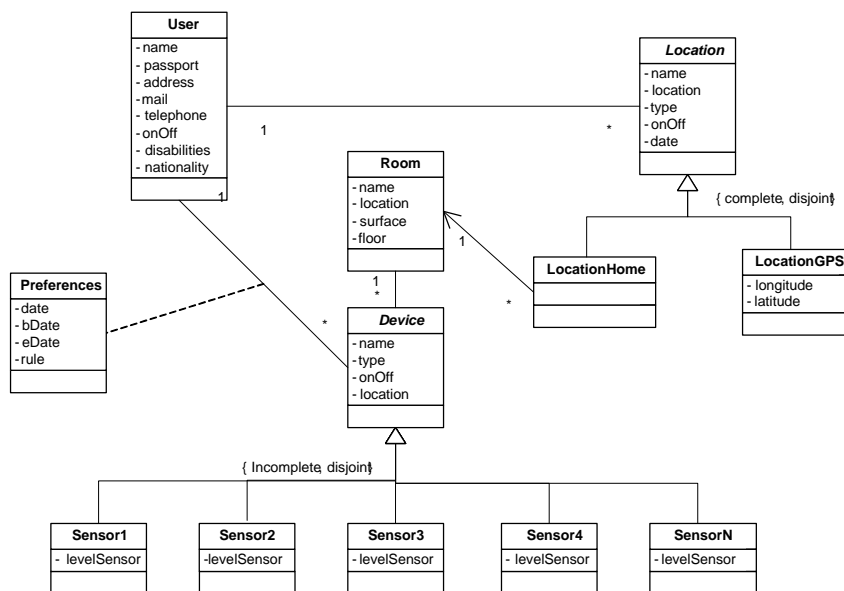 User
- name
- passport
- address
-mail
- telephone
-onOff
- disabilities
- nationality
1
1
*
Location
-name
-location
-type
-onOff
-date
{ complete, disjoint}
LocationHome
LocationGPS
- longitude
- latitude
Room
-name
-location
-surface
-floor
1
*
1
*
Preferences
-date
-bDate
-eDate
-rule
*
Device
-name
-type
-onOff
-location
{ Incomplete, disjoint}
Sensor1
- levelSensor
Sensor2
-levelSensor
Sensor3
- levelSensor
Sensor4
- levelSensor
SensorN
- levelSensor